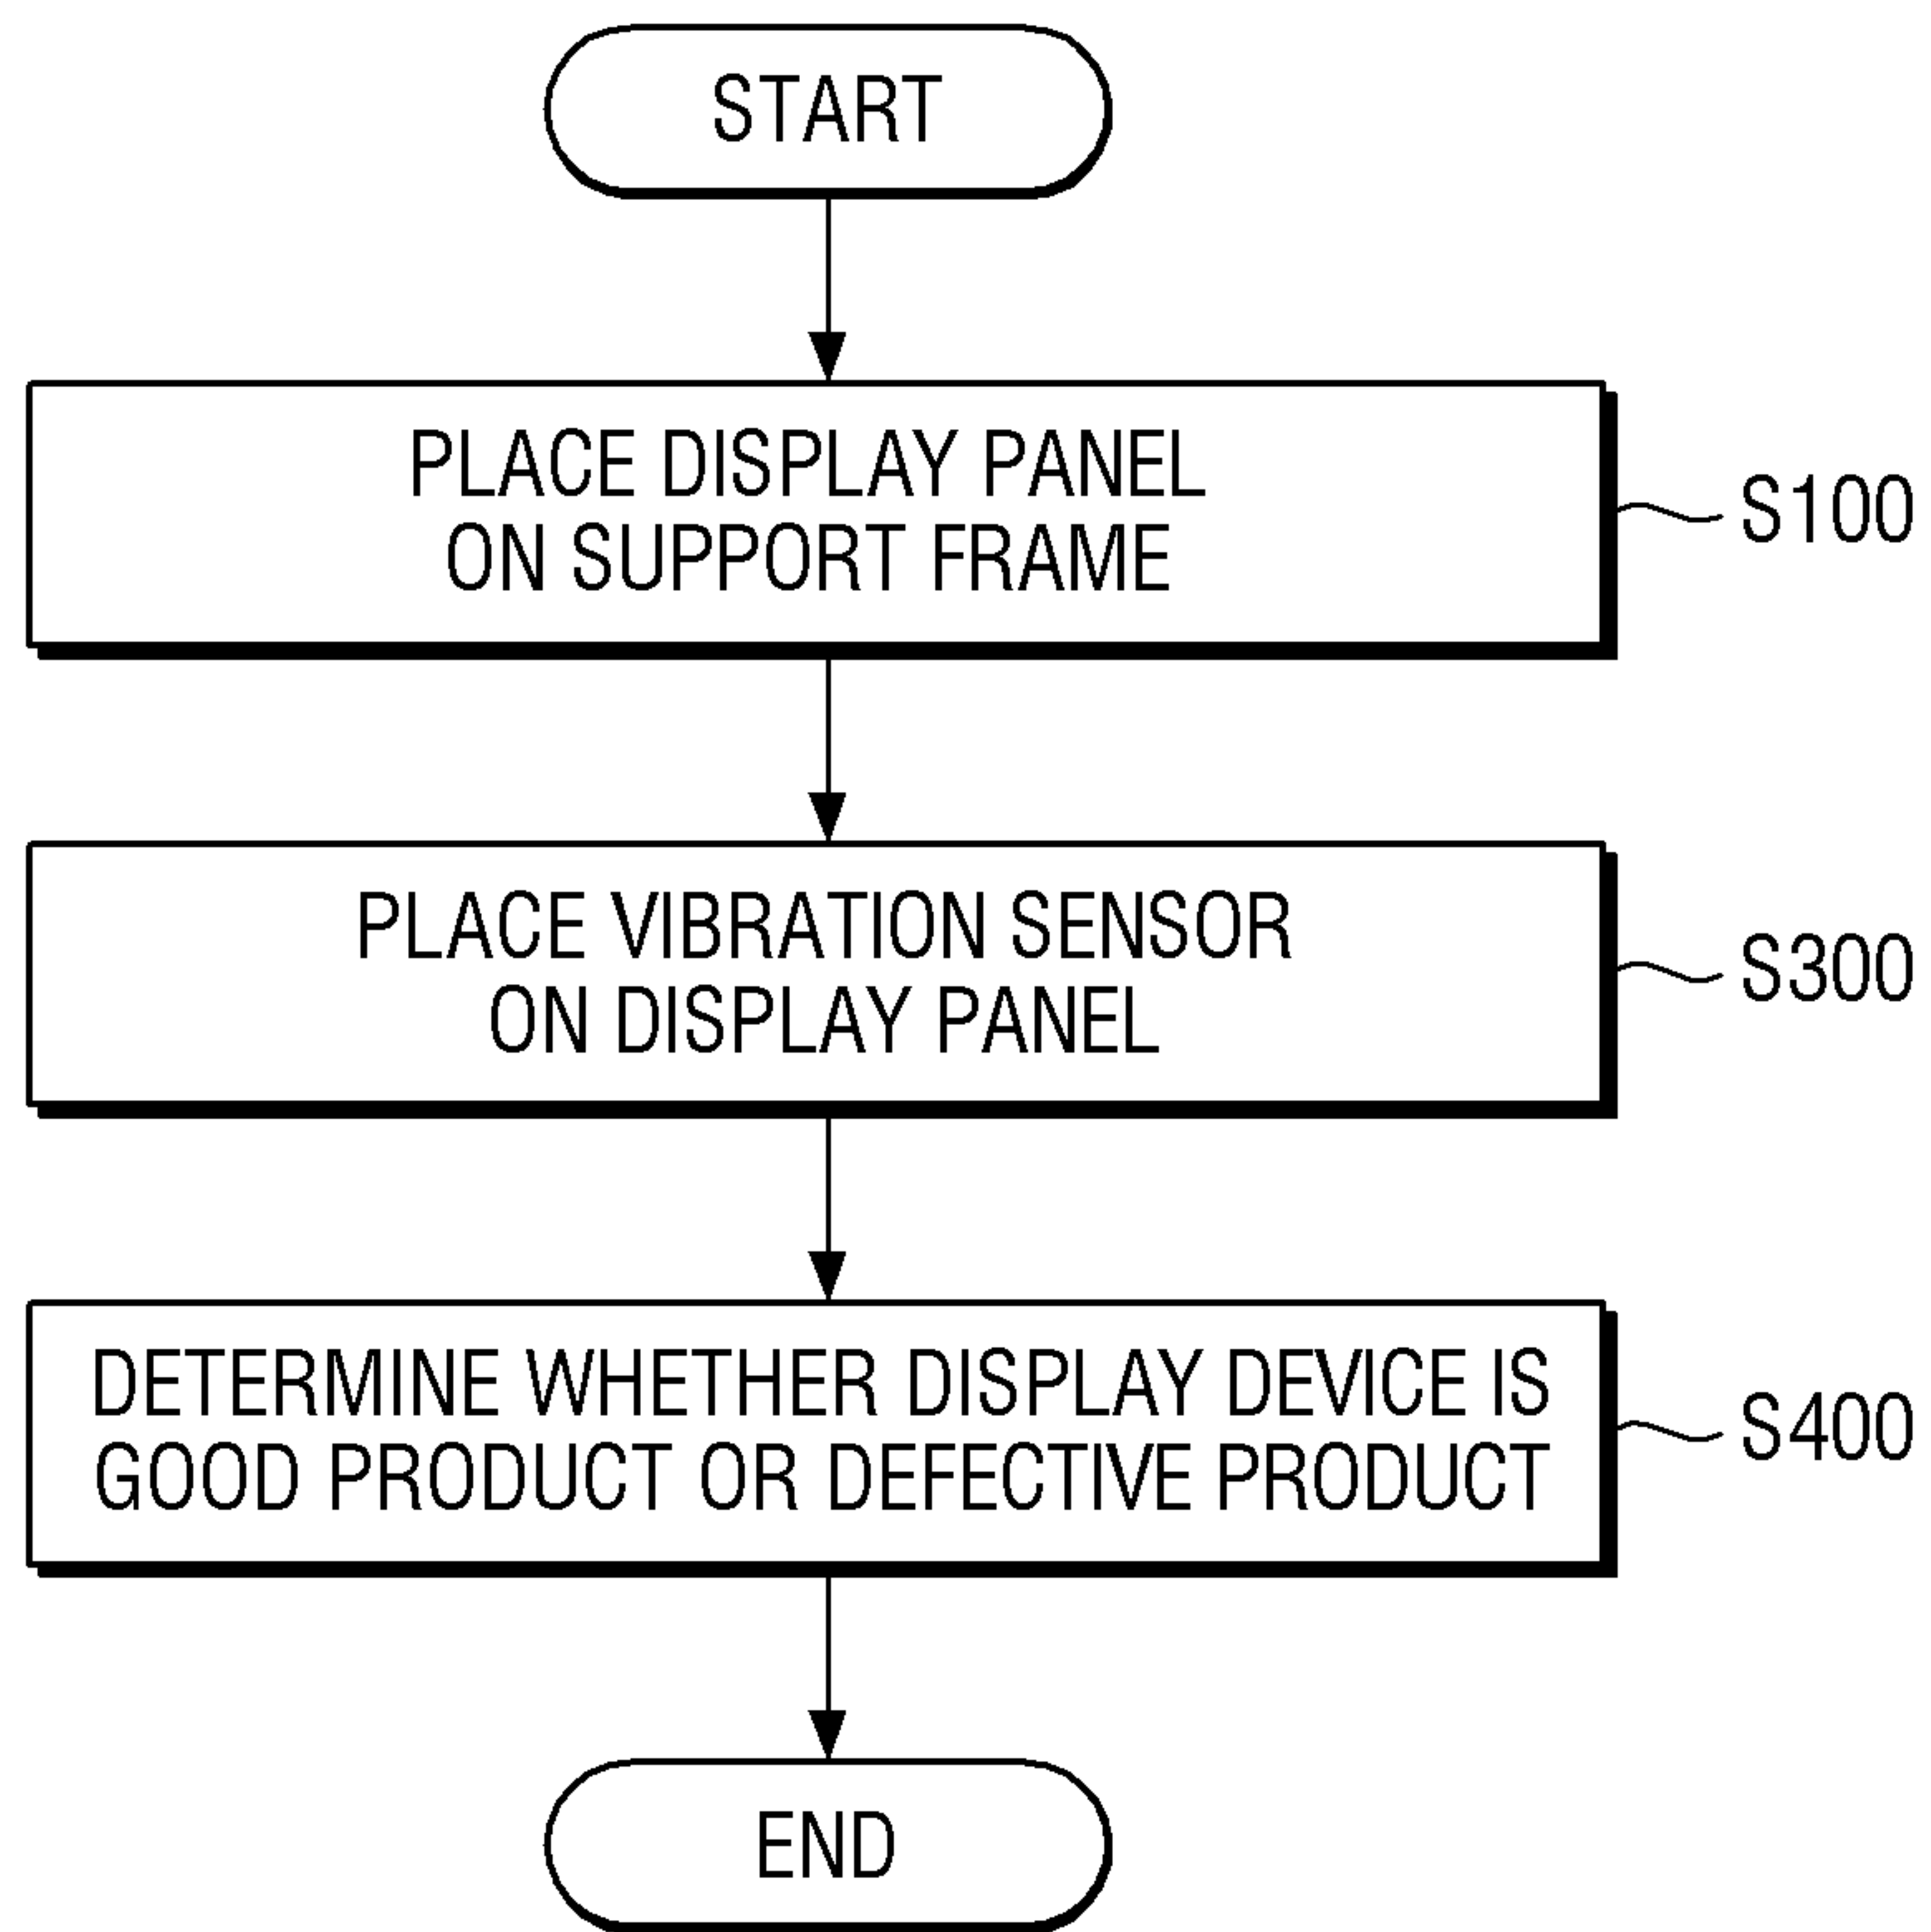 START
PLACE DISPLAY PANEL
ON SUPPORT FRAME
S100
PLACE VIBRATION SENSOR
ON DISPLAY PANEL
S300
DETERMINE WHETHER DISPLAY DEVICE IS
GOOD PRODUCT OR DEFECTIVE PRODUCT
S400
END